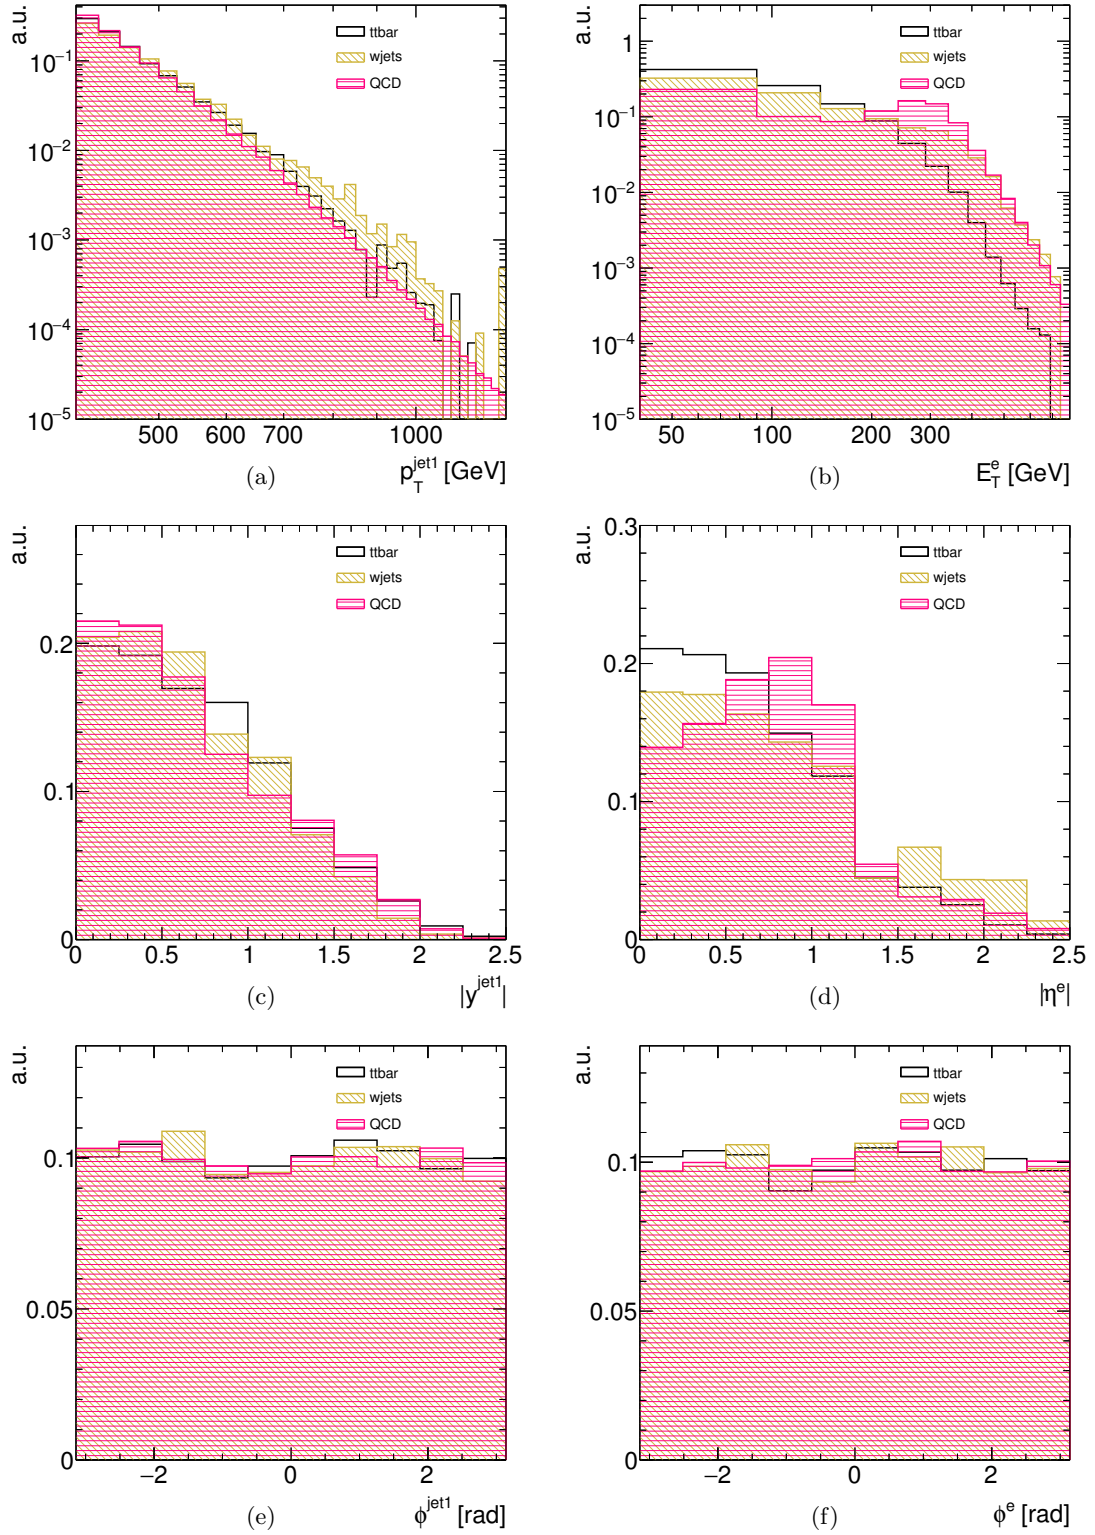 a.u.
ttbar
wjets
QCD
10⁻¹
10⁻²
10⁻³
10⁻⁴
10⁻⁵
500 600 700 1000
p_T^jet1 [GeV]
(a)
a.u.
ttbar
wjets
QCD
1
10⁻¹
10⁻²
10⁻³
10⁻⁴
10⁻⁵
50 100 200 300
E_T^e [GeV]
(b)
a.u.
ttbar
wjets
QCD
0.2
0.1
0
0 0.5 1 1.5 2 2.5
|y^jet1|
(c)
a.u.
ttbar
wjets
QCD
0.3
0.2
0.1
0
0 0.5 1 1.5 2 2.5
|η^e|
(d)
a.u.
ttbar
wjets
QCD
0.1
0.05
0
−2 0 2
ϕ^jet1 [rad]
(e)
a.u.
ttbar
wjets
QCD
0.1
0.05
0
−2 0 2
ϕ^e [rad]
(f)